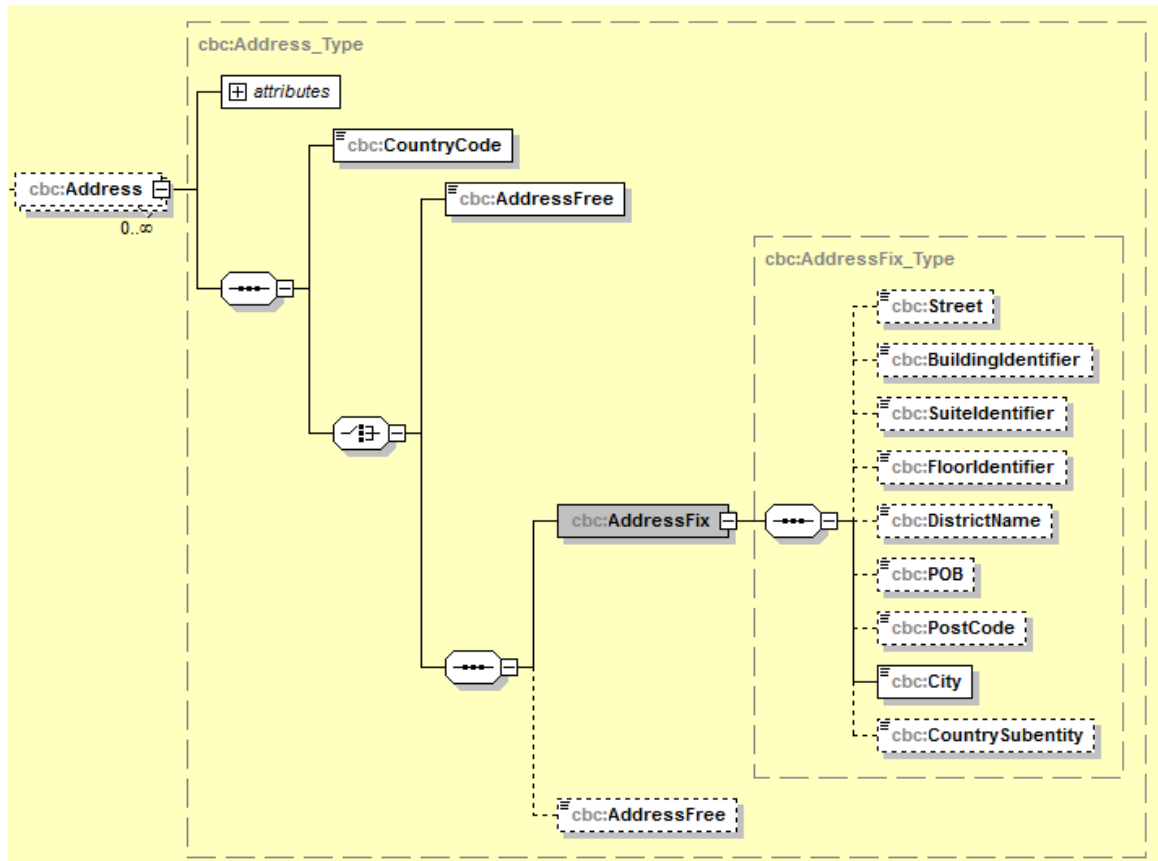 cbc:Address_Type
attributes
cbc:CountryCode
cbc:Address
0..∞
cbc:AddressFree
cbc:AddressFix_Type
cbc:Street
cbc:BuildingIdentifier
cbc:SuiteIdentifier
cbc:FloorIdentifier
cbc:AddressFix
cbc:DistrictName
cbc:POB
cbc:PostCode
cbc:City
cbc:CountrySubentity
cbc:AddressFree